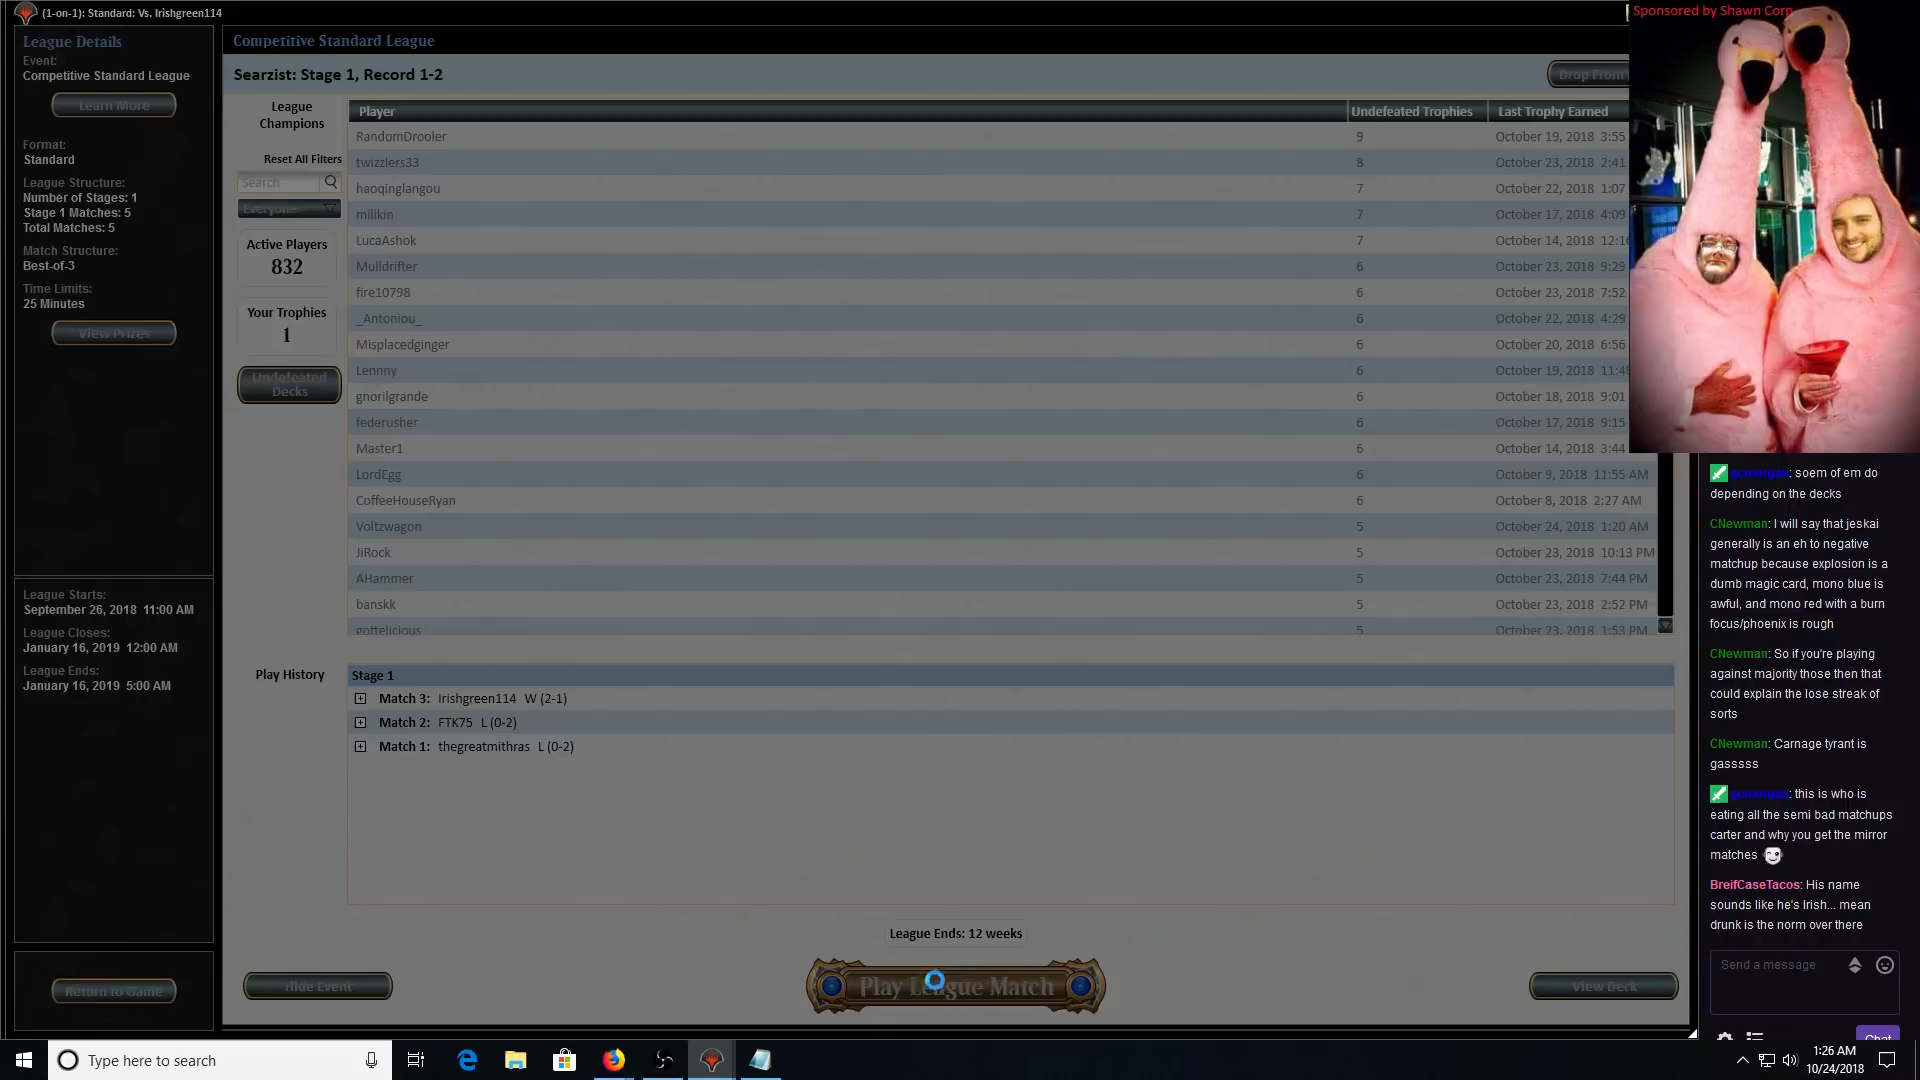 (1-on-1): Standard: Vs. Irishgreen114
League Details
Event:
Competitive Standard League
Learn More
Format:
Standard
League Structure:
Number of Stages: 1
Stage 1 Matches: 5
Total Matches: 5
Match Structure:
Best-of-3
Time Limits:
25 Minutes
View Prizes
League Starts:
September 26, 2018 11:00 AM
League Closes:
January 16, 2019 12:00 AM
League Ends:
January 16, 2019 5:00 AM
Return to Game
Competitive Standard League
Searzist: Stage 1, Record 1-2
Drop From
League
Champions
Reset All Filters
Search
Everyone
Active Players
832
Your Trophies
1
Undefeated
Decks
Player Undefeated Trophies Last Trophy Earned
RandomDrooler 9 October 19, 2018 3:55
twizzlers33 8 October 23, 2018 2:41
haoqinglangou 7 October 22, 2018 1:07
milikin 7 October 17, 2018 4:09
LucaAshok 7 October 14, 2018 12:16
Mulldrifter 6 October 23, 2018 9:29
fire10798 6 October 23, 2018 7:52
_Antoniou_ 6 October 22, 2018 4:29
Misplacedginger 6 October 20, 2018 6:56
Lennny 6 October 19, 2018 11:48
gnorilgrande 6 October 18, 2018 9:01
federusher 6 October 17, 2018 9:15
Master1 6 October 14, 2018 3:44
LordEgg 6 October 9, 2018 11:55 AM
CoffeeHouseRyan 6 October 8, 2018 2:27 AM
Voltzwagon 5 October 24, 2018 1:20 AM
JiRock 5 October 23, 2018 10:13 PM
AHammer 5 October 23, 2018 7:44 PM
banskk 5 October 23, 2018 2:52 PM
gottelicious 5 October 23, 2018 1:53 PM
Play History
Stage 1
Match 3: Irishgreen114 W (2-1)
Match 2: FTK75 L (0-2)
Match 1: thegreatmithras L (0-2)
League Ends: 12 weeks
Hide Event
Play League Match
View Deck
Sponsored by Shawn Corp
: soem of em do
depending on the decks
CNewman: I will say that jeskai
generally is an eh to negative
matchup because explosion is a
dumb magic card, mono blue is
awful, and mono red with a burn
focus/phoenix is rough
CNewman: So if you're playing
against majority those then that
could explain the lose streak of
sorts
CNewman: Carnage tyrant is
gasssss
: this is who is
eating all the semi bad matchups
carter and why you get the mirror
matches
BreifCaseTacos: His name
sounds like he's Irish... mean
drunk is the norm over there
Send a message
Chat
Type here to search
1:26 AM
10/24/2018